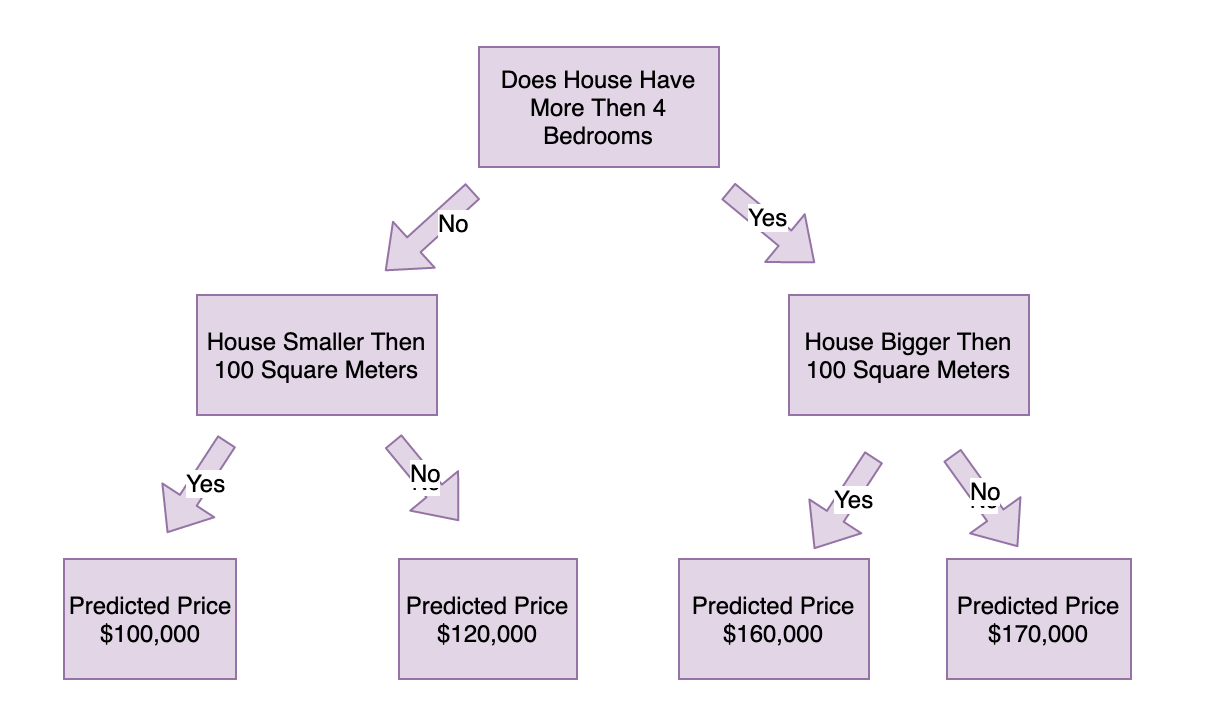 Does House Have
More Then 4
Bedrooms
No
Yes
House Smaller Then
100 Square Meters
House Bigger Then
100 Square Meters
Yes
No
Yes
No
Predicted Price
$100,000
Predicted Price
$120,000
Predicted Price
$160,000
Predicted Price
$170,000